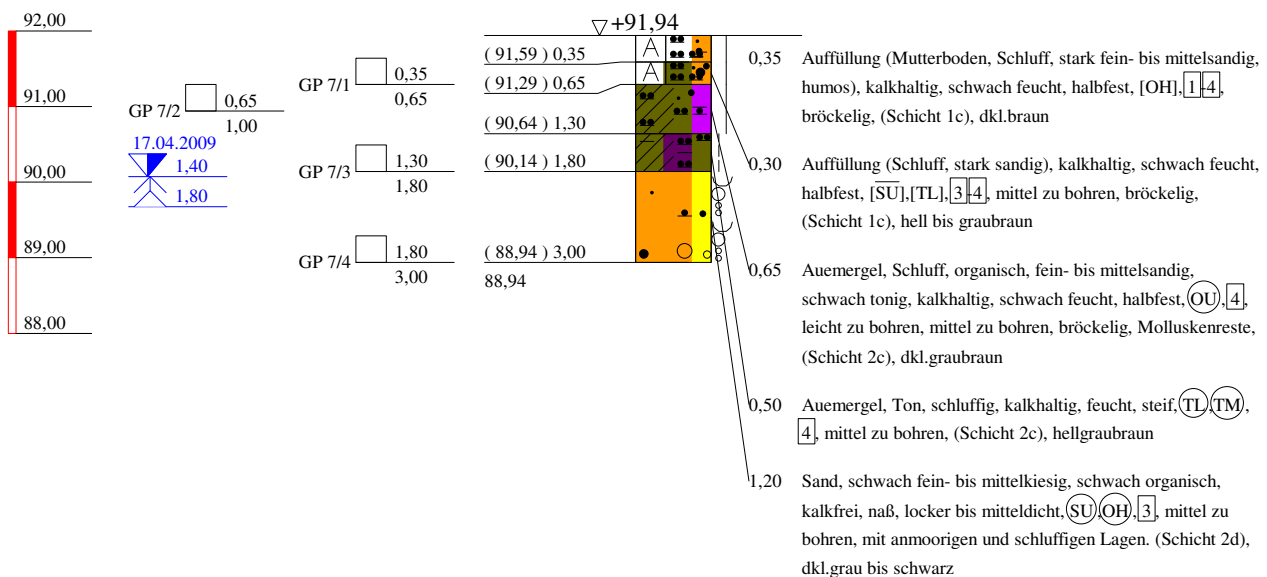 92,00
91,00
90,00
89,00
88,00
GP 7/2
0,65
1,00
17.04.2009
1,40
1,80
GP 7/1
0,35
0,65
GP 7/3
1,30
1,80
GP 7/4
1,80
3,00
+91,94
( 91,59 ) 0,35
( 91,29 ) 0,65
( 90,64 ) 1,30
( 90,14 ) 1,80
( 88,94 ) 3,00
88,94
A
A
0,35 Auffüllung (Mutterboden, Schluff, stark fein- bis mittelsandig,
humos), kalkhaltig, schwach feucht, halbfest, [OH], 1-4,
bröckelig, (Schicht 1c), dkl.braun
0,30 Auffüllung (Schluff, stark sandig), kalkhaltig, schwach feucht,
halbfest, [S̅U̅],[TL], 3-4, mittel zu bohren, bröckelig,
(Schicht 1c), hell bis graubraun
0,65 Auemergel, Schluff, organisch, fein- bis mittelsandig,
schwach tonig, kalkhaltig, schwach feucht, halbfest, OU, 4,
leicht zu bohren, mittel zu bohren, bröckelig, Molluskenreste,
(Schicht 2c), dkl.graubraun
0,50 Auemergel, Ton, schluffig, kalkhaltig, feucht, steif, TL, TM,
4, mittel zu bohren, (Schicht 2c), hellgraubraun
1,20 Sand, schwach fein- bis mittelkiesig, schwach organisch,
kalkfrei, naß, locker bis mitteldicht, SU, OH, 3, mittel zu
bohren, mit anmoorigen und schluffigen Lagen. (Schicht 2d),
dkl.grau bis schwarz